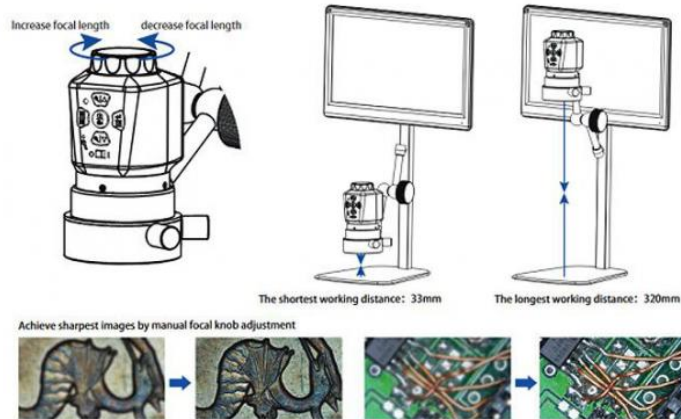 Increase focal length
decrease focal length
The shortest working distance: 33mm
The longest working distance: 320mm
Achieve sharpest images by manual focal knob adjustment